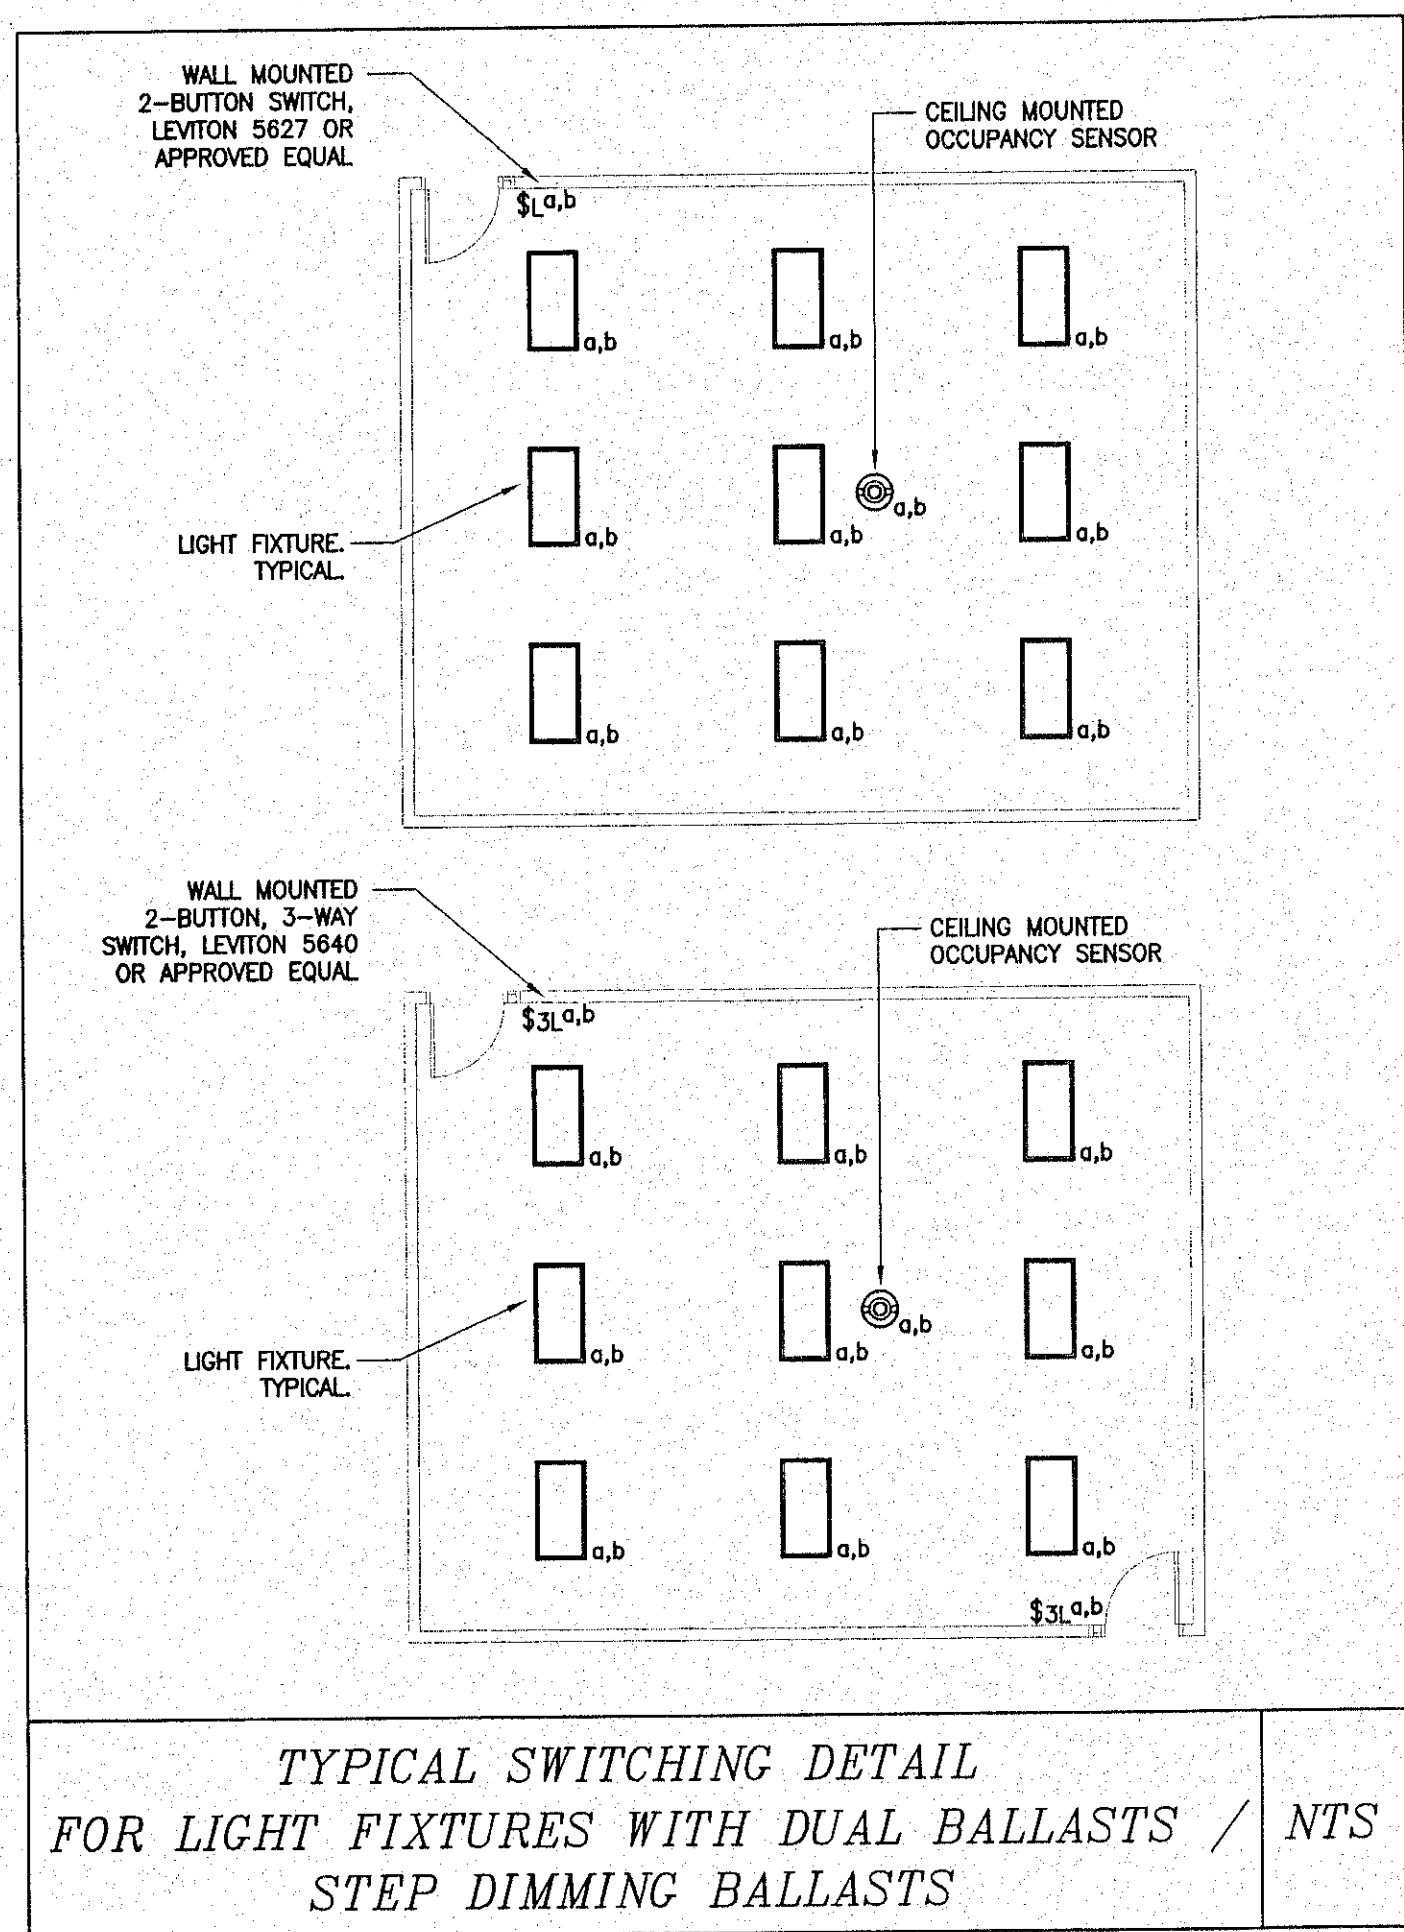 WALL MOUNTED
2-BUTTON SWITCH,
LEVITON 5627 OR
APPROVED EQUAL
CEILING MOUNTED
OCCUPANCY SENSOR
$La,b
a,b
a,b
a,b
LIGHT FIXTURE.
TYPICAL.
a,b
a,b
a,b
a,b
a,b
a,b
a,b
WALL MOUNTED
2-BUTTON, 3-WAY
SWITCH, LEVITON 5640
OR APPROVED EQUAL
CEILING MOUNTED
OCCUPANCY SENSOR
$3La,b
a,b
a,b
a,b
LIGHT FIXTURE.
TYPICAL.
a,b
a,b
a,b
a,b
a,b
a,b
a,b
$3La,b
TYPICAL SWITCHING DETAIL
FOR LIGHT FIXTURES WITH DUAL BALLASTS /
STEP DIMMING BALLASTS
NTS